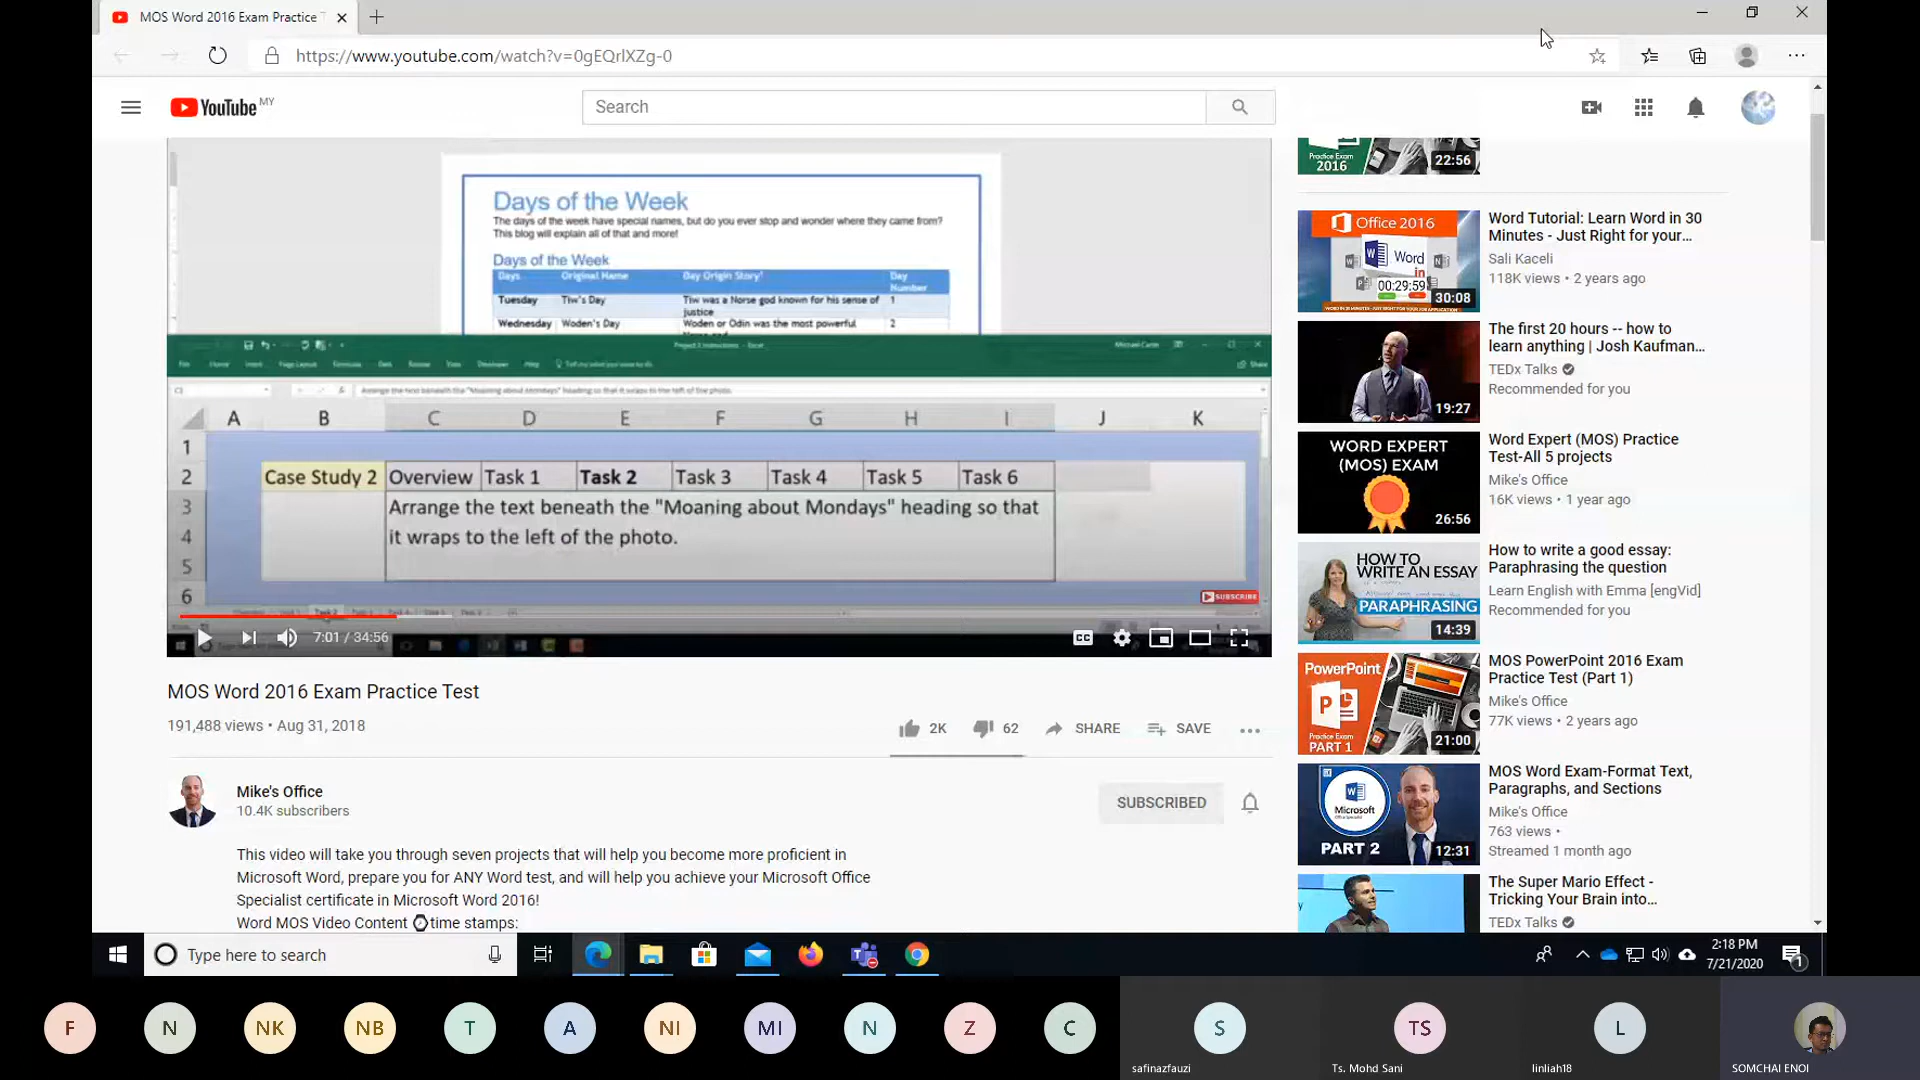 MOS Word 2016 Exam Practice T
https://www.youtube.com/watch?v=0gEQrlXZg-0
YouTube MY
Search
Days of the Week
The days of the week have special names, but do you ever stop and wonder where they came from?
This blog will explain all of that and more!
Days of the Week
Days Original Name Day Origin Story! Day Number
Tuesday Tiw's Day Tiw was a Norse god known for his sense of justice 1
Wednesday Woden's Day Woden or Odin was the most powerful 2
A B C D E F G H I J K
1
2 Case Study 2 Overview Task 1 Task 2 Task 3 Task 4 Task 5 Task 6
3 Arrange the text beneath the "Moaning about Mondays" heading so that
4 it wraps to the left of the photo.
5
6
SUBSCRIBE
7:01 / 34:56
CC
MOS Word 2016 Exam Practice Test
191,488 views • Aug 31, 2018
2K 62 SHARE SAVE
Mike's Office
10.4K subscribers
SUBSCRIBED
This video will take you through seven projects that will help you become more proficient in
Microsoft Word, prepare you for ANY Word test, and will help you achieve your Microsoft Office
Specialist certificate in Microsoft Word 2016!
Word MOS Video Content ⌚time stamps:
Practice Exam
2016
22:56
Office 2016
Word
in
00:29:59
30:08
Word Tutorial: Learn Word in 30
Minutes - Just Right for your...
Sali Kaceli
118K views • 2 years ago
19:27
The first 20 hours -- how to
learn anything | Josh Kaufman...
TEDx Talks
Recommended for you
WORD EXPERT
(MOS) EXAM
26:56
Word Expert (MOS) Practice
Test-All 5 projects
Mike's Office
16K views • 1 year ago
HOW TO
WRITE AN ESSAY
PARAPHRASING
14:39
How to write a good essay:
Paraphrasing the question
Learn English with Emma [engVid]
Recommended for you
PowerPoint
P
Practice Exam
PART 1
21:00
MOS PowerPoint 2016 Exam
Practice Test (Part 1)
Mike's Office
77K views • 2 years ago
Microsoft
PART 2
12:31
MOS Word Exam-Format Text,
Paragraphs, and Sections
Mike's Office
763 views •
Streamed 1 month ago
The Super Mario Effect -
Tricking Your Brain into...
TEDx Talks
Type here to search
2:18 PM
7/21/2020
1
F N NK NB T A NI MI N Z C S TS L
safinazfauzi Ts. Mohd Sani linliah18 SOMCHAI ENOI